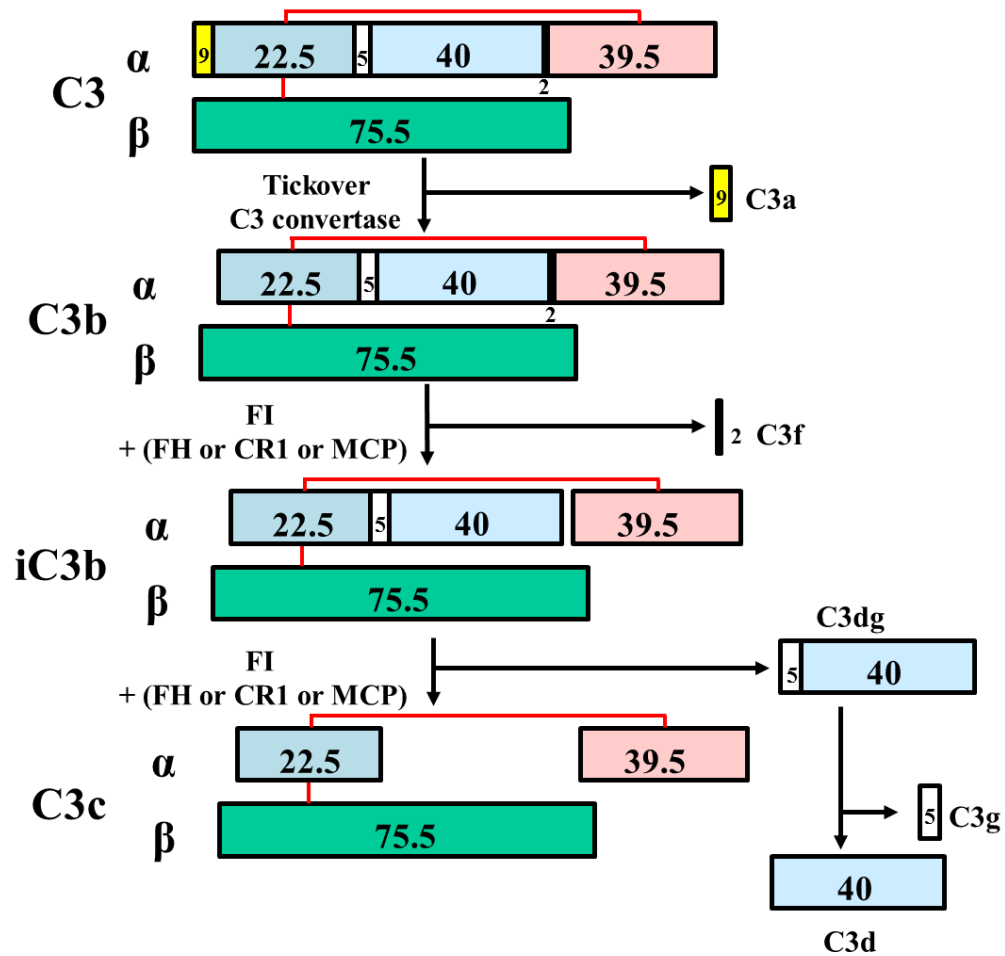 α 9 22.5 5 40 39.5
2
C3
β 75.5
Tickover
C3 convertase
9 C3a
α 22.5 5 40 39.5
2
C3b
β 75.5
FI
+ (FH or CR1 or MCP)
2 C3f
α 22.5 5 40 39.5
iC3b
β 75.5
C3dg
5 40
FI
+ (FH or CR1 or MCP)
α 22.5 39.5
C3c
β 75.5
5 C3g
40
C3d